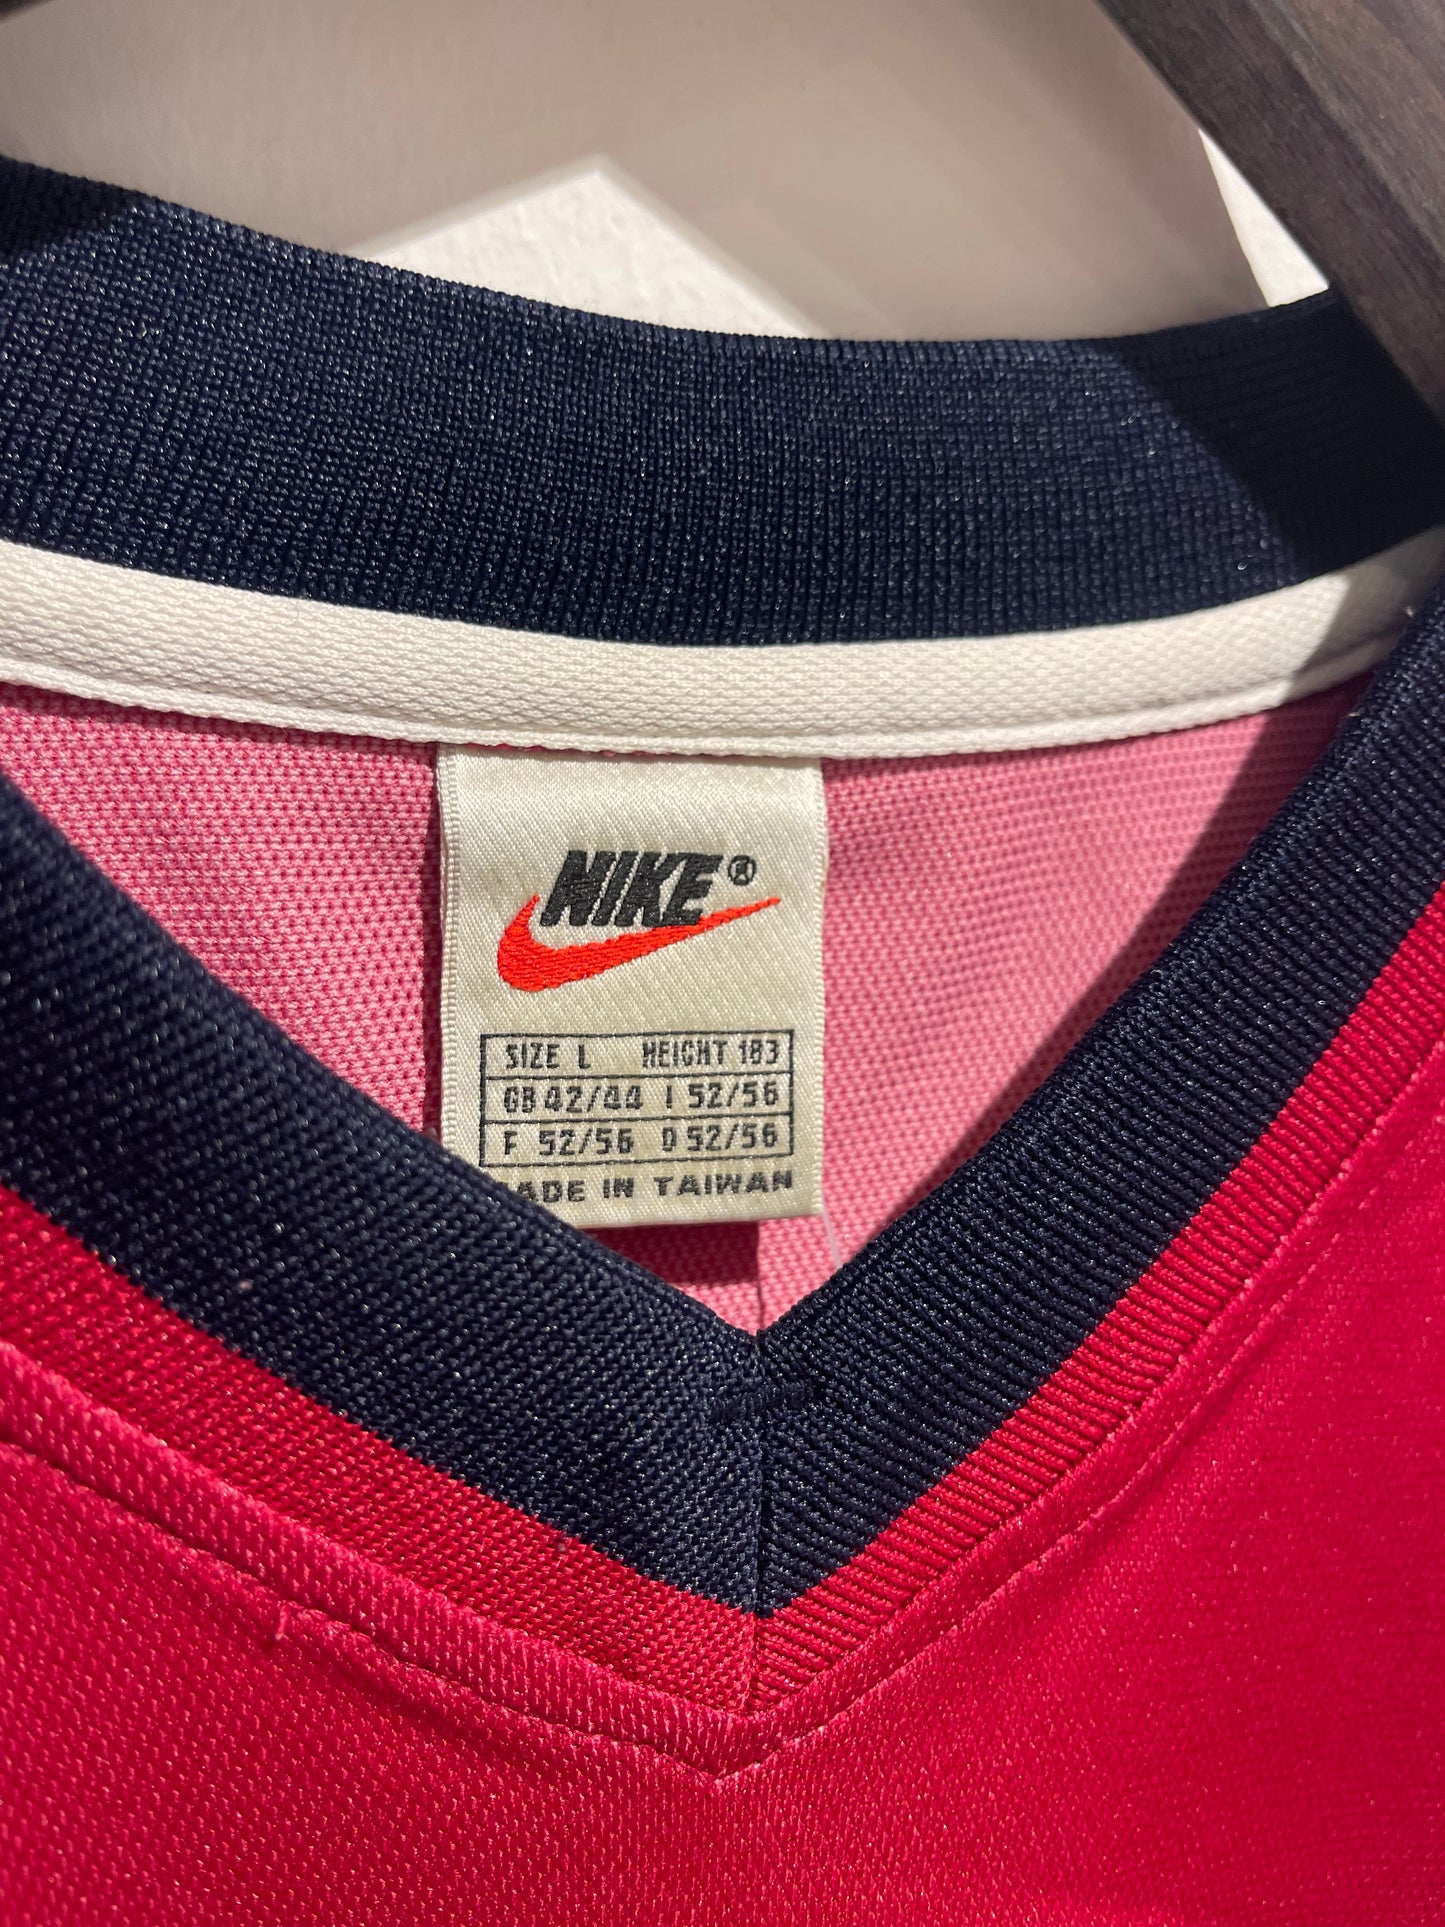 NIKE®
SIZE L HEIGHT 183
GB 42/44 I 52/56
F 52/56 D 52/56
MADE IN TAIWAN